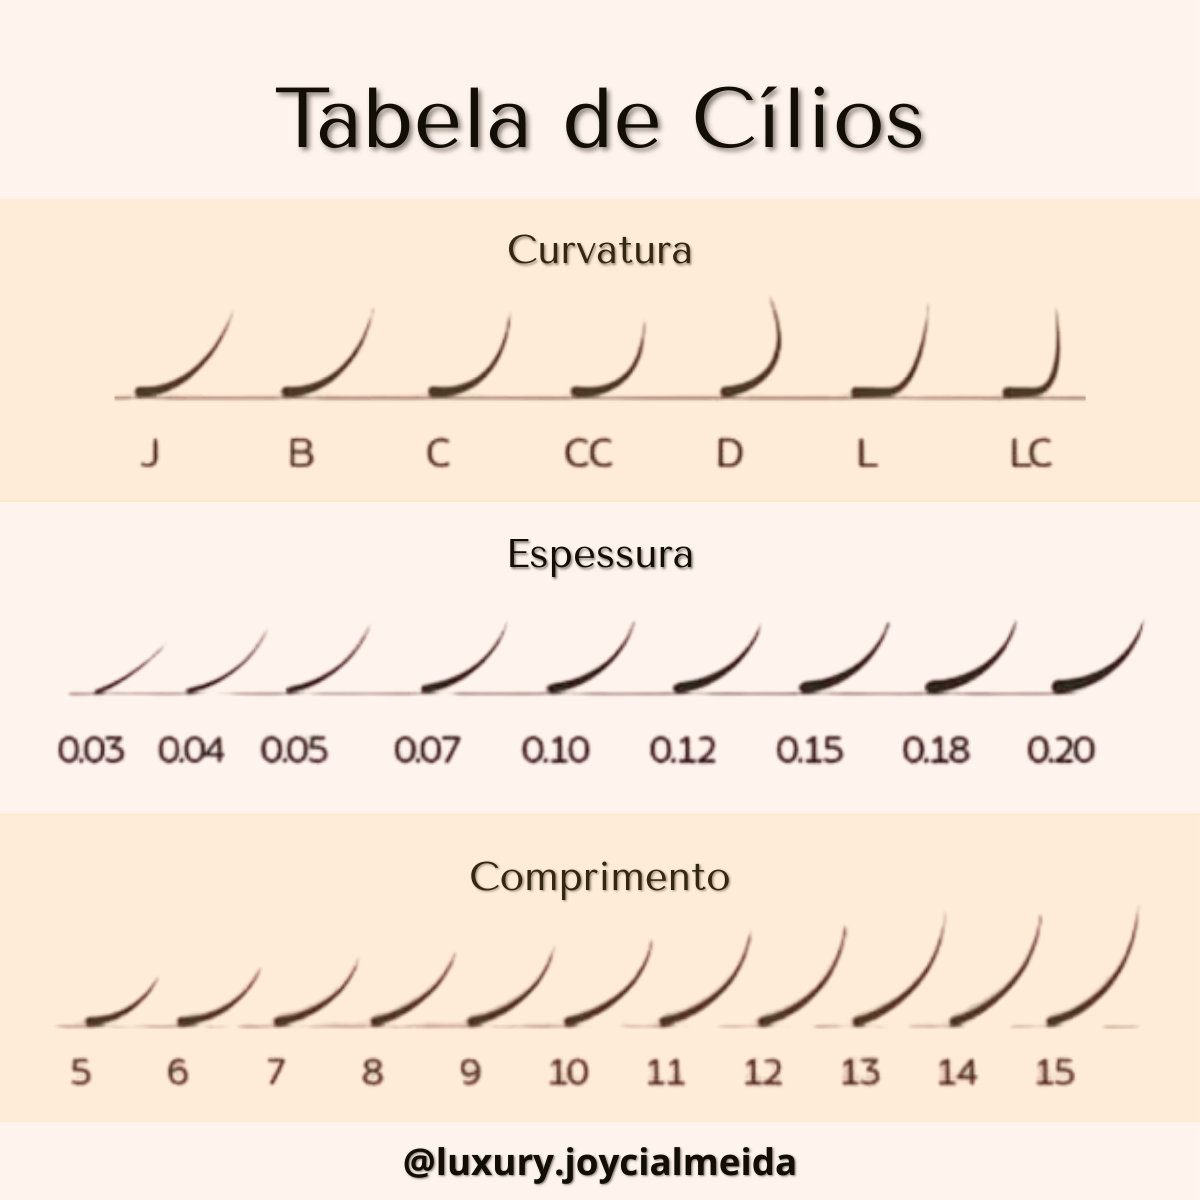 Tabela de Cílios
Curvatura
J B C CC D L LC
Espessura
0.03 0.04 0.05 0.07 0.10 0.12 0.15 0.18 0.20
Comprimento
5 6 7 8 9 10 11 12 13 14 15
@luxury.joycialmeida